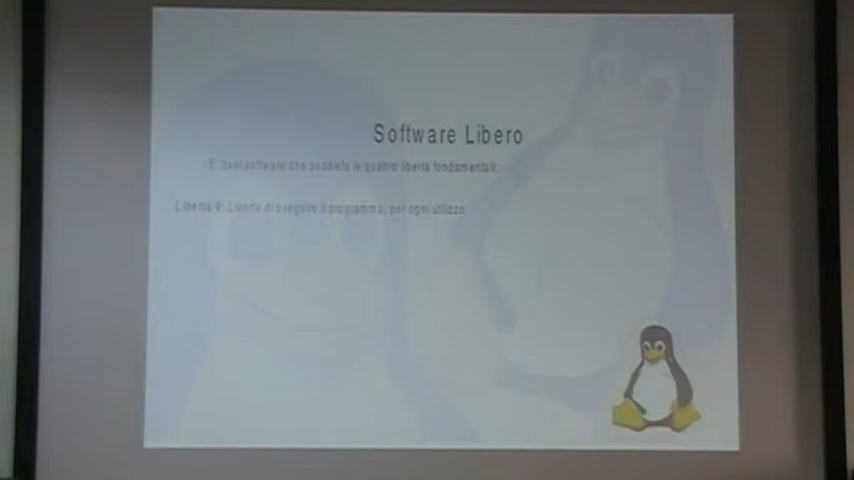 Software Libero
E' quel software che soddisfa le quattro libertà fondamentali:
Libertà 0: Libertà di eseguire il programma, per ogni utilizzo